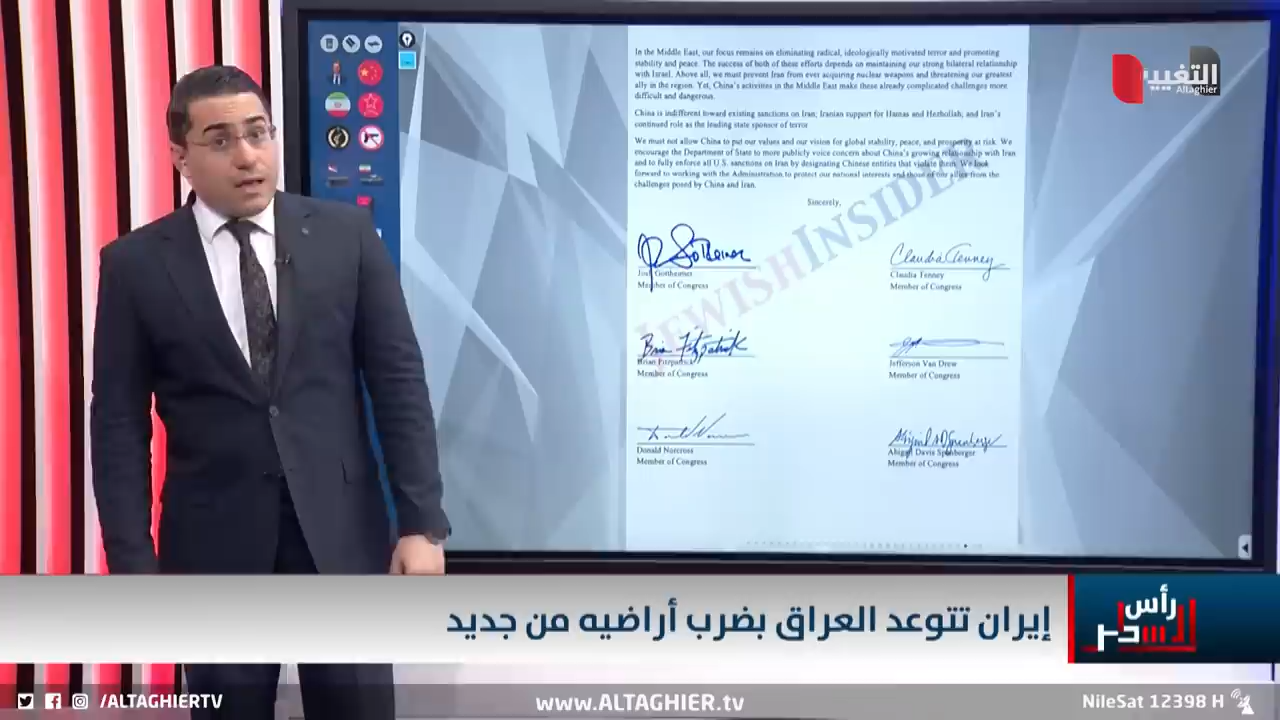 In the Middle East, our focus remains on eliminating radical, ideologically motivated terror and promoting
stability and peace. The success of both of these efforts depends on maintaining our strong bilateral relationship
with Israel. Above all, we must prevent Iran from ever acquiring nuclear weapons and threatening our greatest
ally in the region. Yet, China's activities in the Middle East make these already complicated challenges more
difficult and dangerous.
China is indifferent toward existing sanctions on Iran; Iranian support for Hamas and Hezbollah; and Iran's
continued role as the leading state sponsor of terror
We must not allow China to put our values and our vision for global stability, peace, and prosperity at risk. We
encourage the Department of State to more publicly voice concern about China's growing relationship with Iran
and to fully enforce all U.S. sanctions on Iran by designating Chinese entities that violate them. We look
forward to working with the Administration to protect our national interests and those of our allies from the
challenges posed by China and Iran.
Sincerely,
JEWISHINSIDER
Josh Gottheimer
Member of Congress
Claudia Tenney
Claudia Tenney
Member of Congress
Brian Fitzpatrick
Brian Fitzpatrick
Member of Congress
Jefferson Van Drew
Member of Congress
Donald Norcross
Member of Congress
Abigail Davis Spanberger
Member of Congress
التغيير
Altaghier
إيران تتوعد العراق بضرب أراضيه من جديد
رأس
السطر
/ALTAGHIERTV
www.ALTAGHIER.tv
NileSat 12398 H